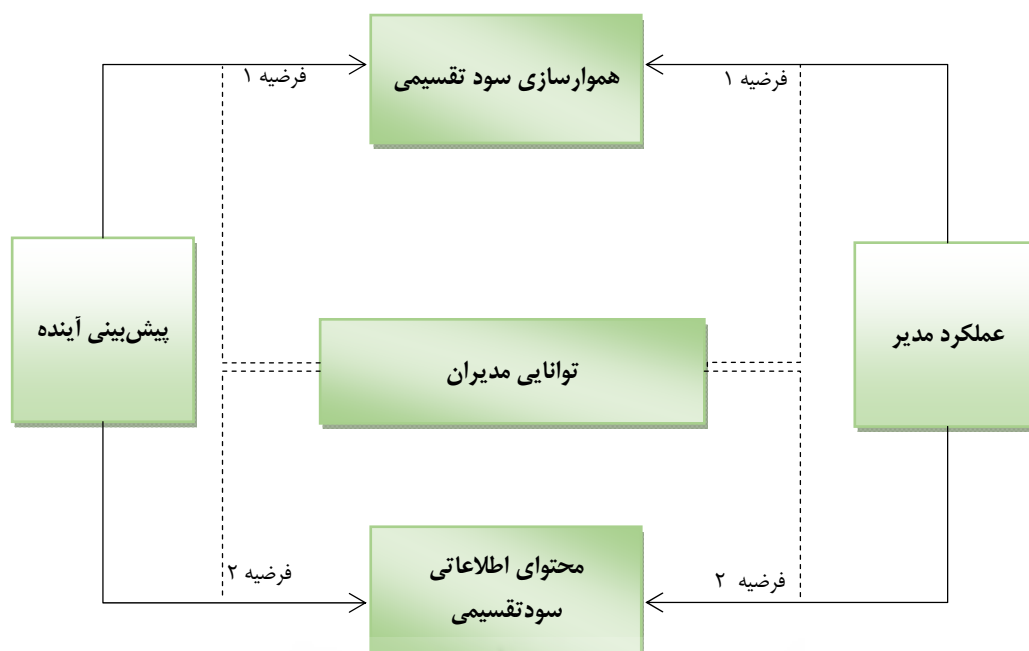 فرضیه ۱
هموارسازی سود تقسیمی
فرضیه ۱
عملکرد مدیر
توانایی مدیران
پیش‌بینی آینده
فرضیه ۲
محتوای اطلاعاتی
سودتقسیمی
فرضیه ۲